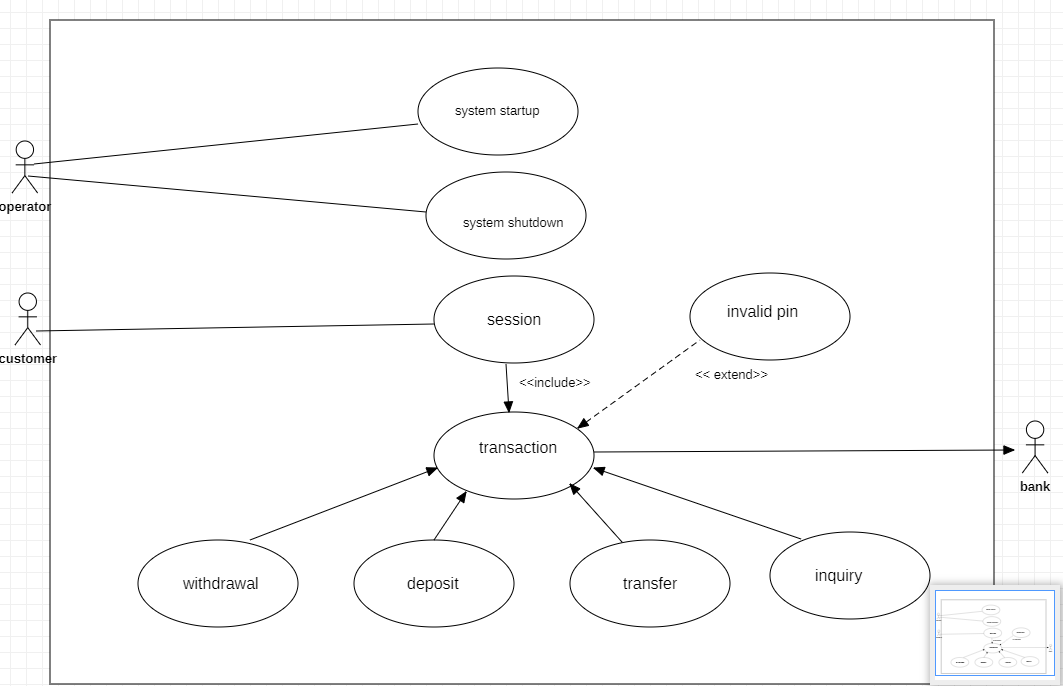 system startup
operator
system shutdown
customer
session
invalid pin
<<include>>
<< extend>>
transaction
bank
withdrawal
deposit
transfer
inquiry